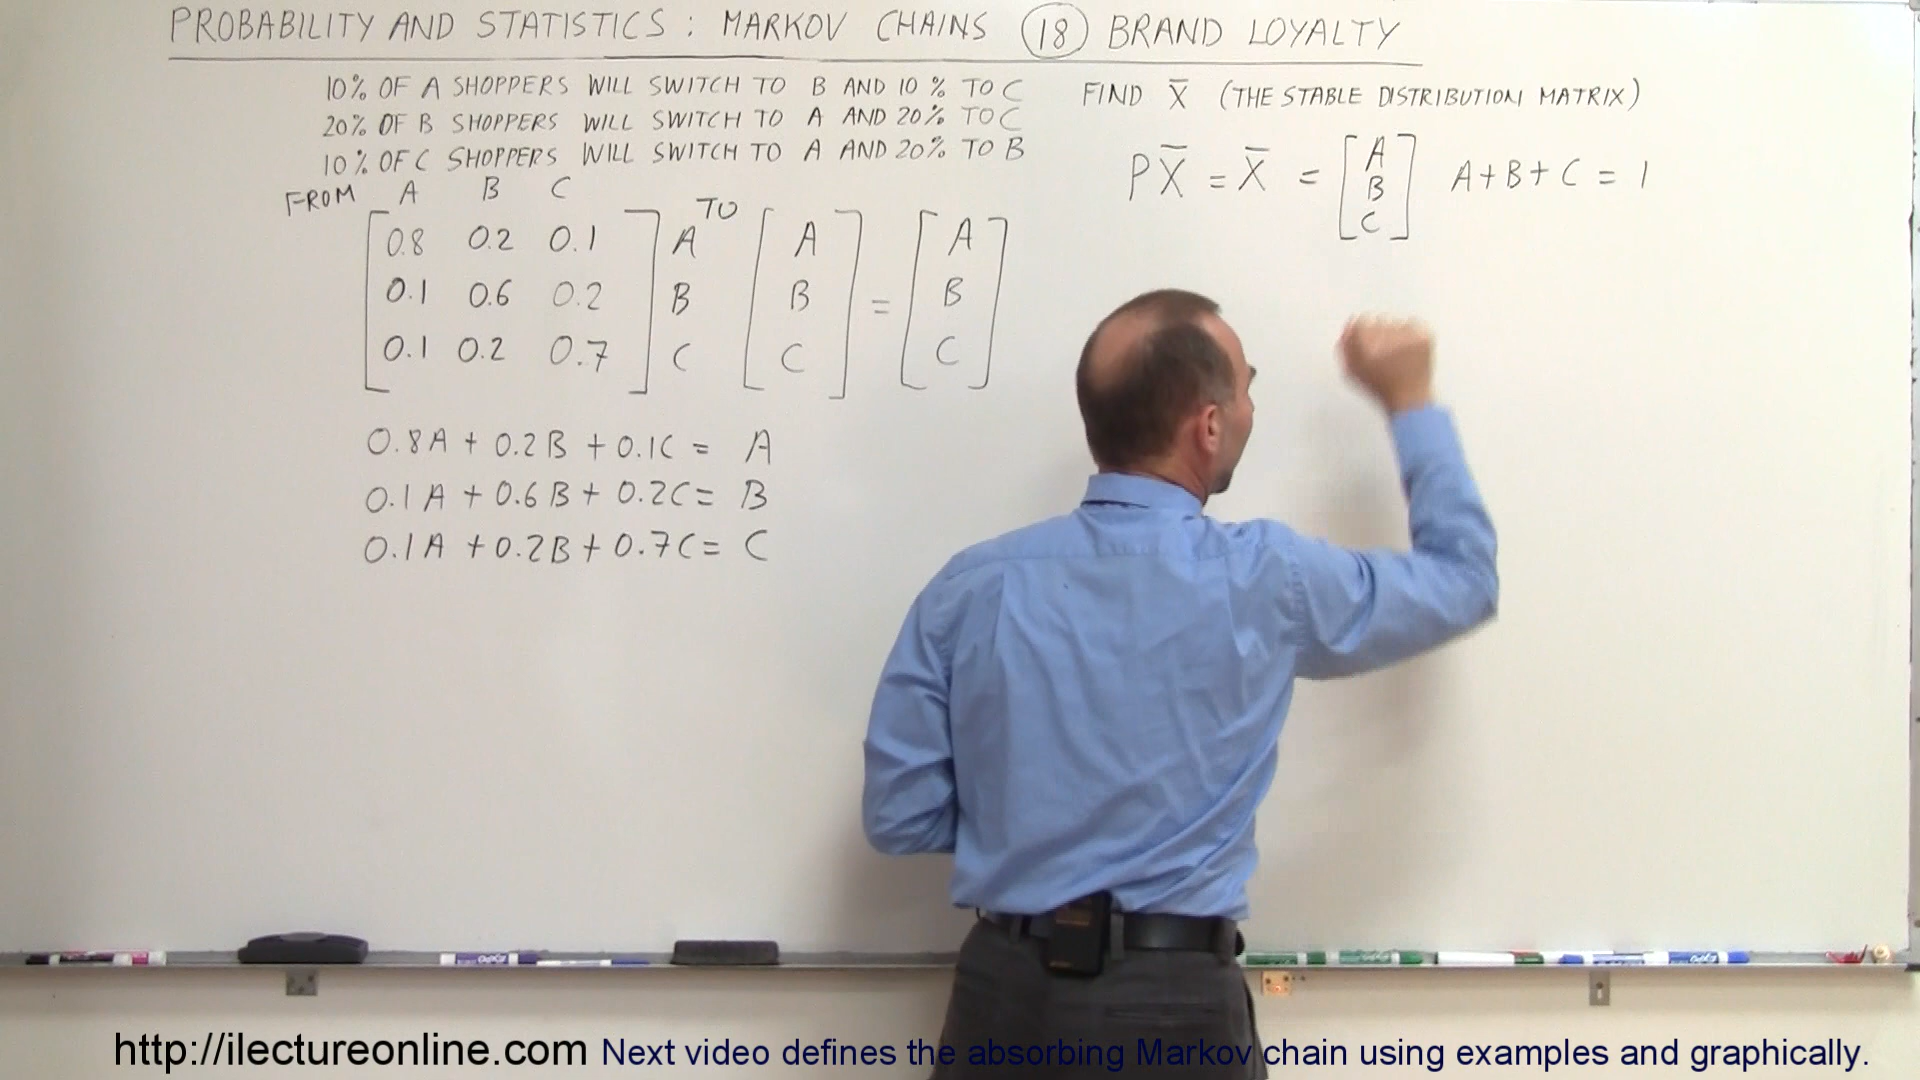 PROBABILITY AND STATISTICS: MARKOV CHAINS 18 BRAND LOYALTY
10% OF A SHOPPERS WILL SWITCH TO B AND 10% TO C
20% OF B SHOPPERS WILL SWITCH TO A AND 20% TO C
10% OF C SHOPPERS WILL SWITCH TO A AND 20% TO B
FROM A B C
TO
0.8 0.2 0.1 A A A
0.1 0.6 0.2 B B = B
0.1 0.2 0.7 C C C
0.8A + 0.2B + 0.1C = A
0.1A + 0.6B + 0.2C = B
0.1A + 0.2B + 0.7C = C
FIND X̄ (THE STABLE DISTRIBUTION MATRIX)
A
PX̄ = X̄ = B A+B+C = 1
C
http://ilectureonline.com Next video defines the absorbing Markov chain using examples and graphically.